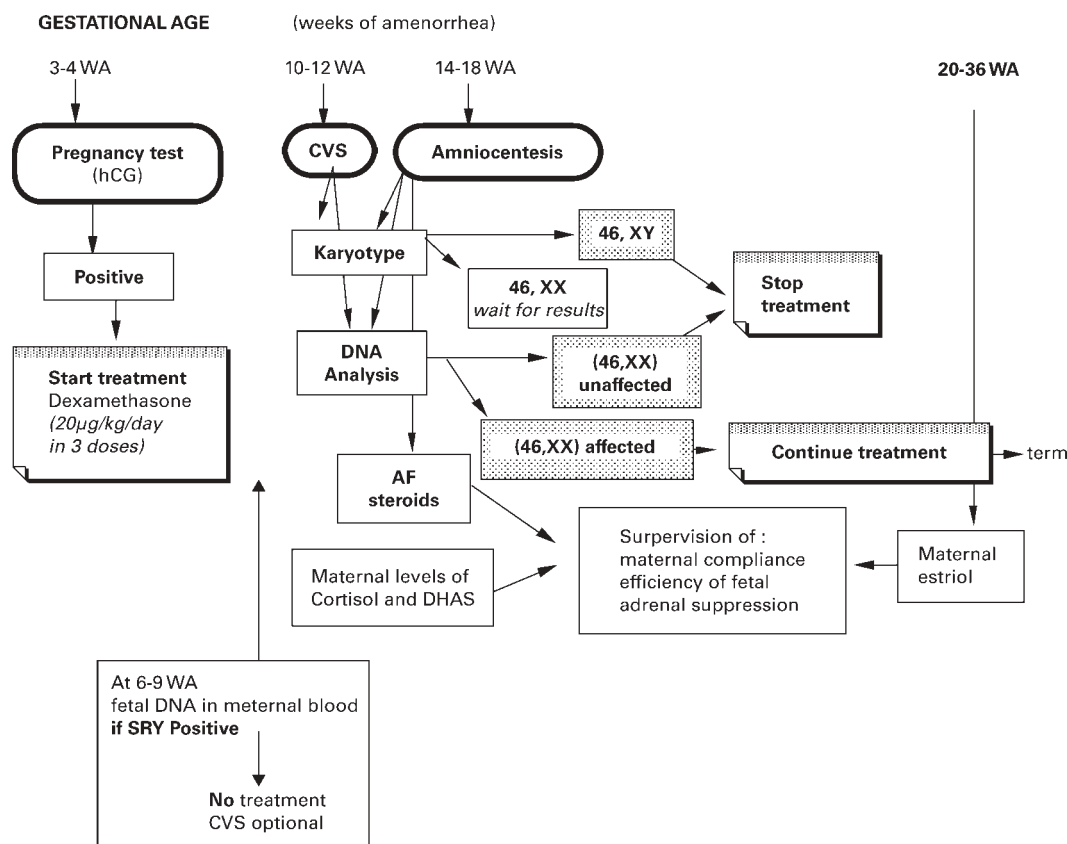 GESTATIONAL AGE (weeks of amenorrhea)
3-4 WA
10-12 WA
14-18 WA
20-36 WA
Pregnancy test
(hCG)
CVS
Amniocentesis
Positive
Karyotype
46, XY
46, XX
wait for results
Stop
treatment
Start treatment
Dexamethasone
(20µg/kg/day
in 3 doses)
DNA
Analysis
(46,XX)
unaffected
(46,XX) affected
Continue treatment
term
AF
steroids
Maternal levels of
Cortisol and DHAS
Surpervision of :
maternal compliance
efficiency of fetal
adrenal suppression
Maternal
estriol
At 6-9 WA
fetal DNA in meternal blood
if SRY Positive
No treatment
CVS optional